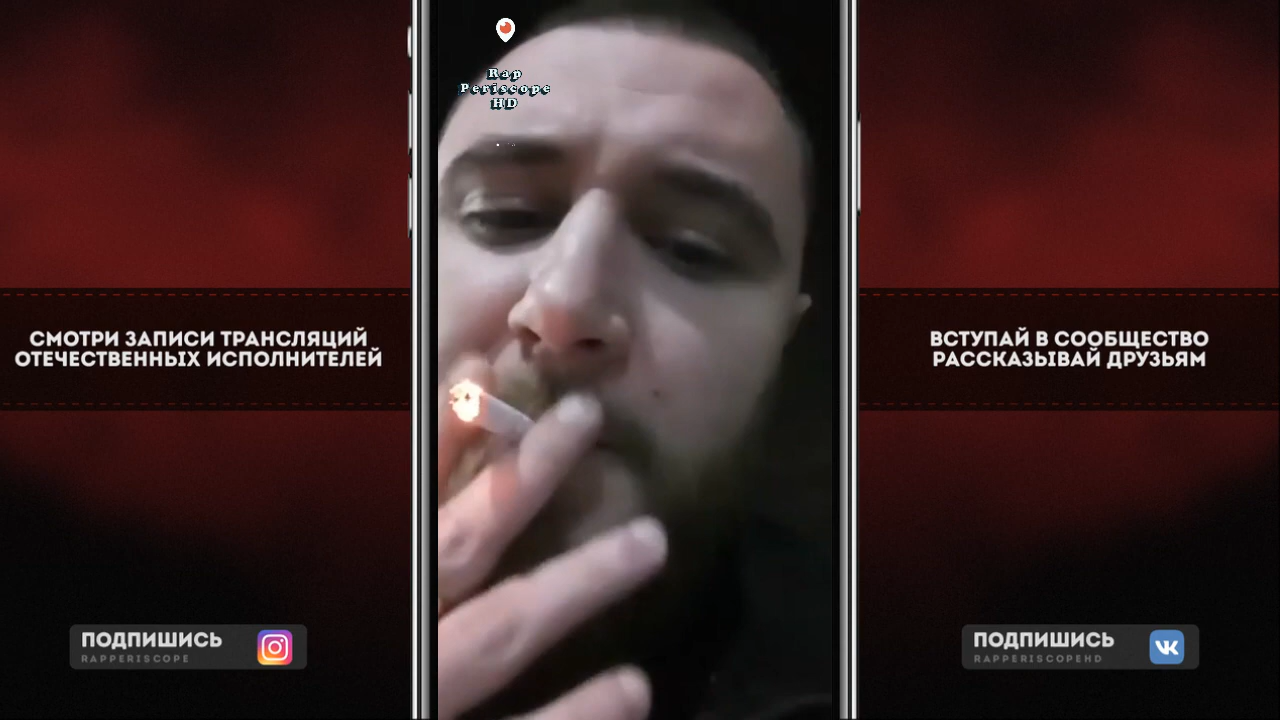 Rap
Periscope
HD
СМОТРИ ЗАПИСИ ТРАНСЛЯЦИЙ
ОТЕЧЕСТВЕННЫХ ИСПОЛНИТЕЛЕЙ
ВСТУПАЙ В СООБЩЕСТВО
РАССКАЗЫВАЙ ДРУЗЬЯМ
ПОДПИШИСЬ
RAPPERISCOPE
ПОДПИШИСЬ
RAPPERISCOPEHD